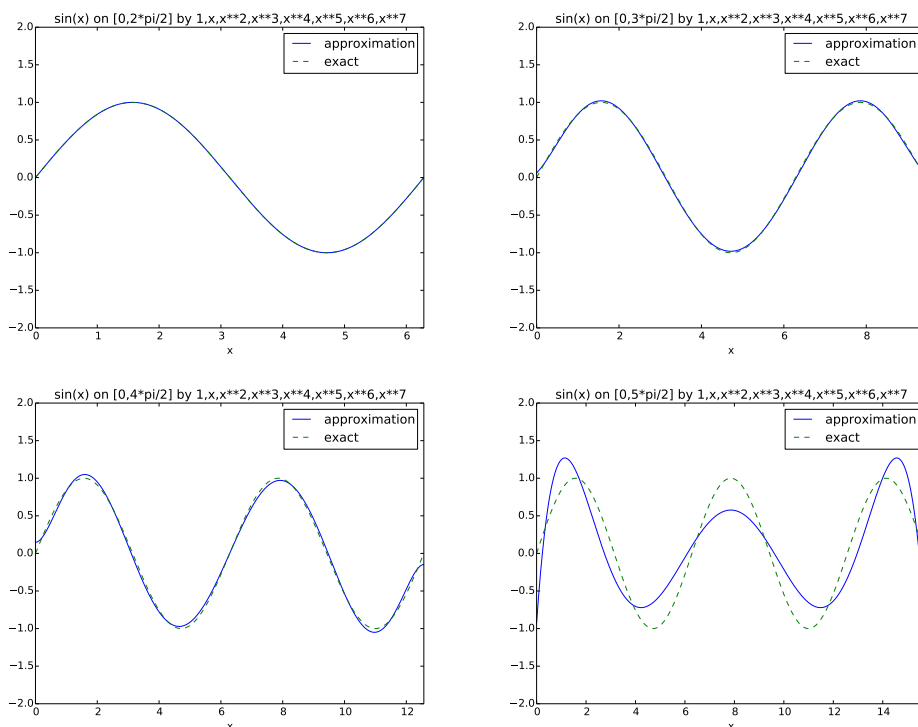 sin(x) on [0,2*pi/2] by 1,x,x**2,x**3,x**4,x**5,x**6,x**7
2.0
1.5
1.0
0.5
0.0
−0.5
−1.0
−1.5
−2.0
0 1 2 3 4 5 6
x
approximation
exact
sin(x) on [0,3*pi/2] by 1,x,x**2,x**3,x**4,x**5,x**6,x**7
2.0
1.5
1.0
0.5
0.0
−0.5
−1.0
−1.5
−2.0
0 2 4 6 8
x
approximation
exact
sin(x) on [0,4*pi/2] by 1,x,x**2,x**3,x**4,x**5,x**6,x**7
2.0
1.5
1.0
0.5
0.0
−0.5
−1.0
−1.5
−2.0
0 2 4 6 8 10 12
x
approximation
exact
sin(x) on [0,5*pi/2] by 1,x,x**2,x**3,x**4,x**5,x**6,x**7
2.0
1.5
1.0
0.5
0.0
−0.5
−1.0
−1.5
−2.0
0 2 4 6 8 10 12 14
x
approximation
exact